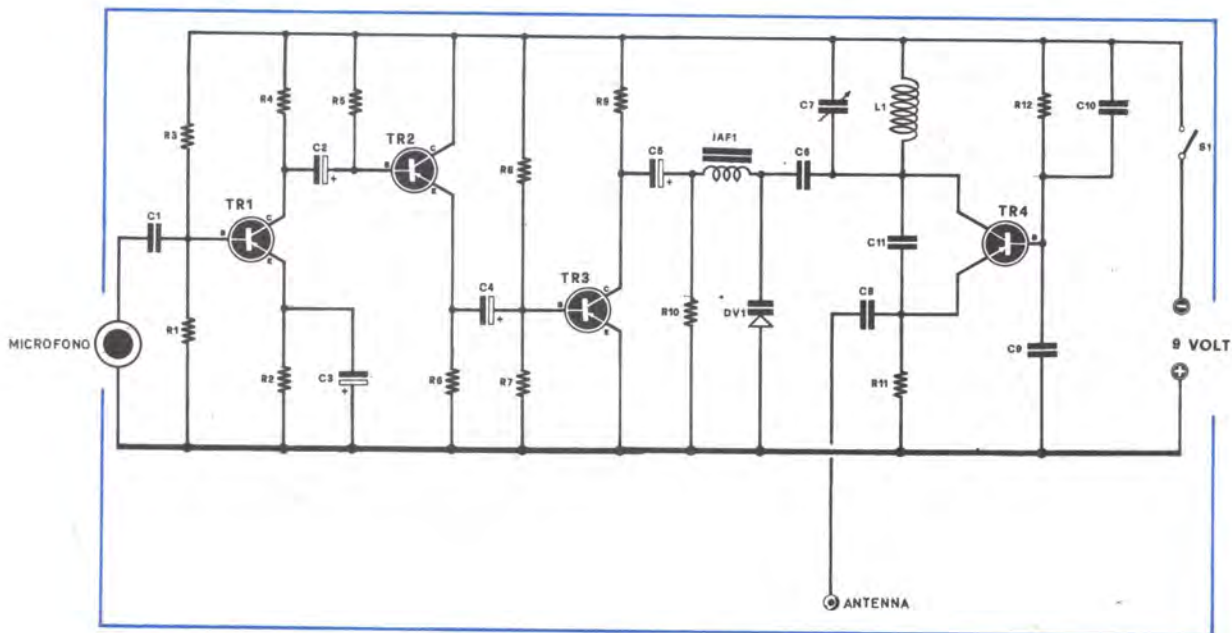 R4
R5
R9
C7
L1
R12
C10
R3
C2
+
TR2
B
C
E
R8
C5
+
JAF1
C6
S1
TR1
C1
B
C
E
TR4
B
C11
C4
+
TR3
B
C
E
R10
DV1
C8
MICROFONO
R1
R2
C3
+
R6
R7
R11
C9
-
9 VOLT
+
ANTENNA